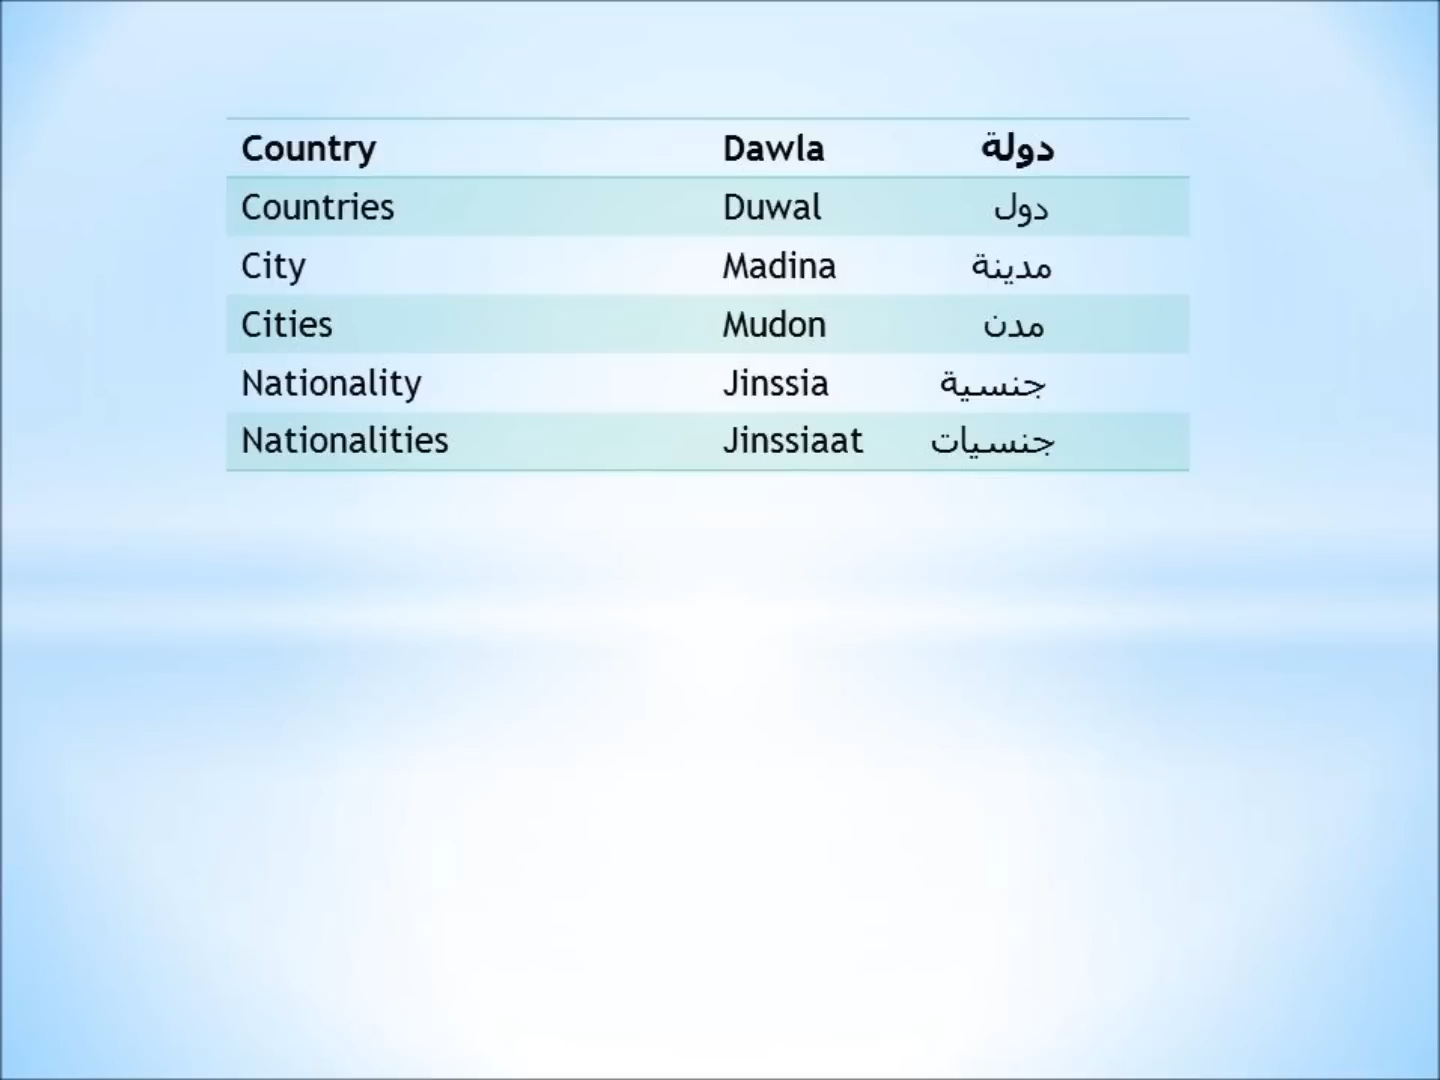 Country Dawla دولة
Countries Duwal دول
City Madina مدينة
Cities Mudon مدن
Nationality Jinssia جنسية
Nationalities Jinssiaat جنسيات